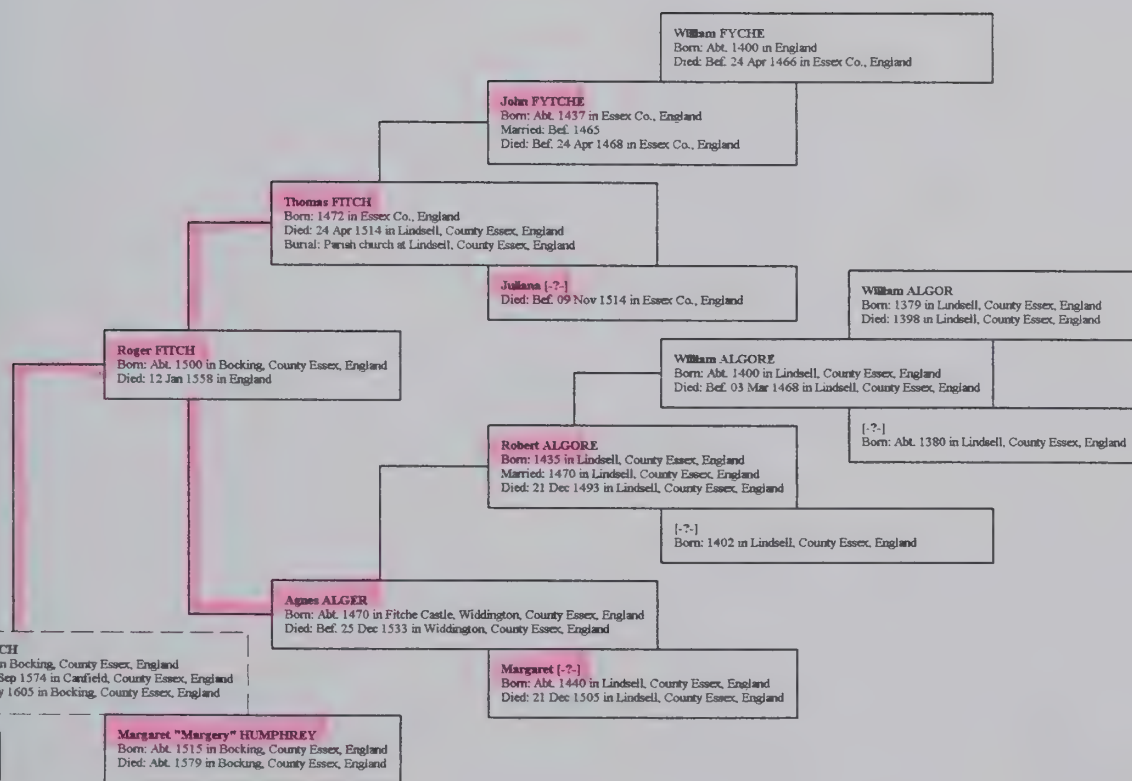 William FYCHE
Born: Abt. 1400 in England
Died: Bef. 24 Apr 1466 in Essex Co., England
John FYTCHE
Born: Abt. 1437 in Essex Co., England
Married: Bef. 1465
Died: Bef. 24 Apr 1468 in Essex Co., England
Thomas FITCH
Born: 1472 in Essex Co., England
Died: 24 Apr 1514 in Lindsell, County Essex, England
Burial: Parish church at Lindsell, County Essex, England
Juliana [-?-]
Died: Bef. 09 Nov 1514 in Essex Co., England
William ALGOR
Born: 1379 in Lindsell, County Essex, England
Died: 1398 in Lindsell, County Essex, England
Roger FITCH
Born: Abt. 1500 in Bocking, County Essex, England
Died: 12 Jan 1558 in England
William ALGORE
Born: Abt. 1400 in Lindsell, County Essex, England
Died: Bef. 03 Mar 1468 in Lindsell, County Essex, England
[-?-]
Born: Abt. 1380 in Lindsell, County Essex, England
Robert ALGORE
Born: 1435 in Lindsell, County Essex, England
Married: 1470 in Lindsell, County Essex, England
Died: 21 Dec 1493 in Lindsell, County Essex, England
[-?-]
Born: 1402 in Lindsell, County Essex, England
Agnes ALGER
Born: Abt. 1470 in Fitche Castle, Widdington, County Essex, England
Died: Bef. 25 Dec 1533 in Widdington, County Essex, England
CH
n Bocking, County Essex, England
Sep 1574 in Canfield, County Essex, England
y 1605 in Bocking, County Essex, England
Margaret [-?-]
Born: Abt. 1440 in Lindsell, County Essex, England
Died: 21 Dec 1505 in Lindsell, County Essex, England
Margaret "Margery" HUMPHREY
Born: Abt. 1515 in Bocking, County Essex, England
Died: Abt. 1579 in Bocking, County Essex, England